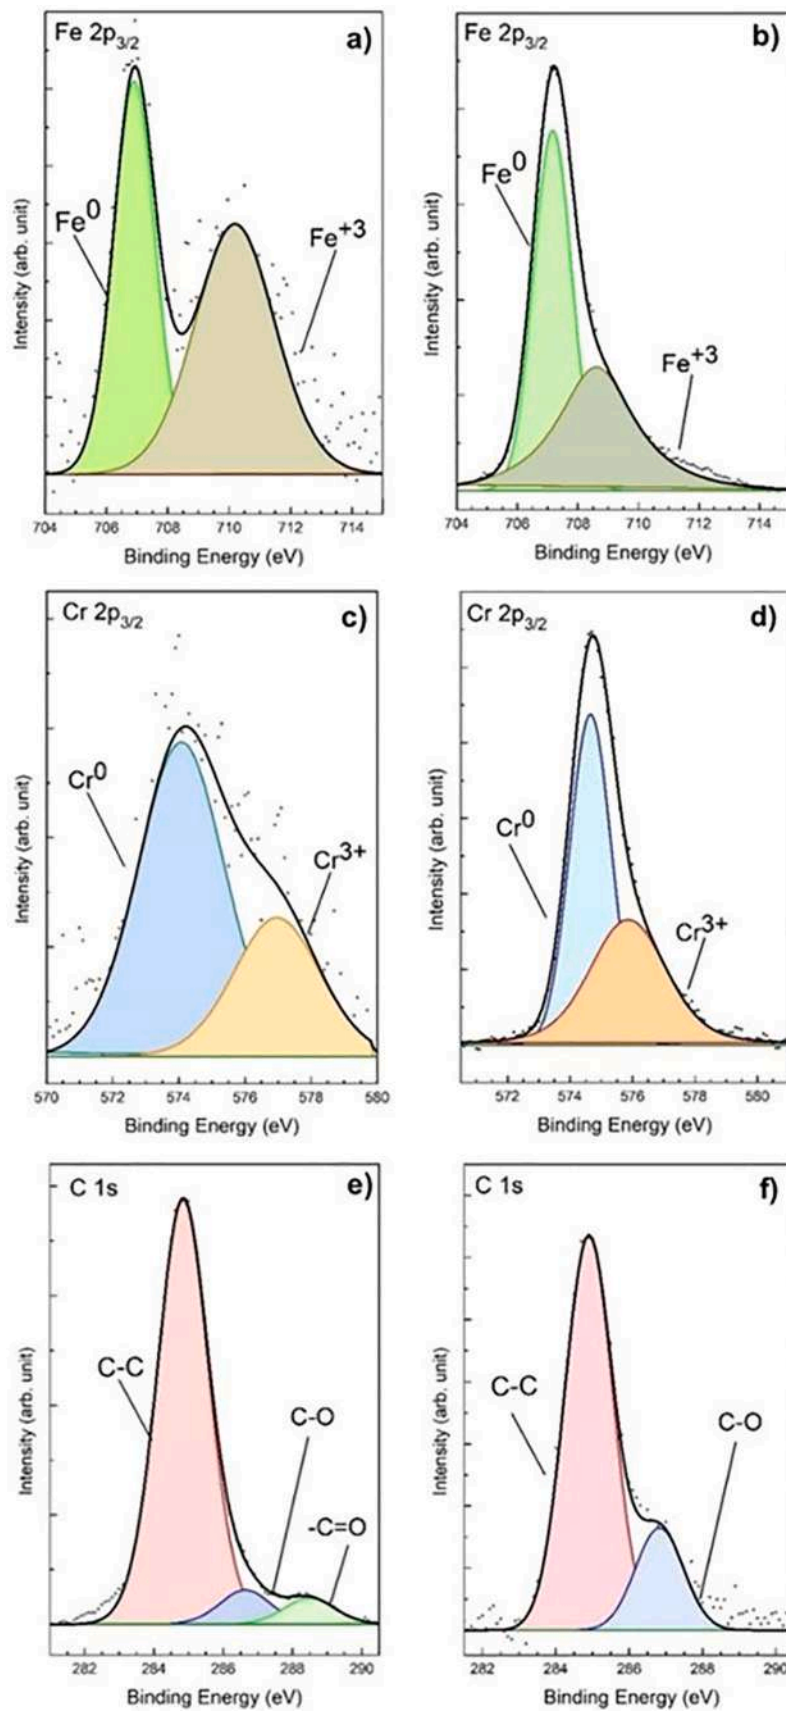 Fe 2p3/2
a)
Fe0
Fe+3
Intensity (arb. unit)
704 706 708 710 712 714
Binding Energy (eV)
Fe 2p3/2
b)
Fe0
Fe+3
Intensity (arb. unit)
704 706 708 710 712 714
Binding Energy (eV)
Cr 2p3/2
c)
Cr0
Cr3+
Intensity (arb. unit)
570 572 574 576 578 580
Binding Energy (eV)
Cr 2p3/2
d)
Cr0
Cr3+
Intensity (arb. unit)
572 574 576 578 580
Binding Energy (eV)
C 1s
e)
C-C
C-O
-C=O
Intensity (arb. unit)
282 284 286 288 290
Binding Energy (eV)
C 1s
f)
C-C
C-O
Intensity (arb. unit)
282 284 286 288 290
Binding Energy (eV)